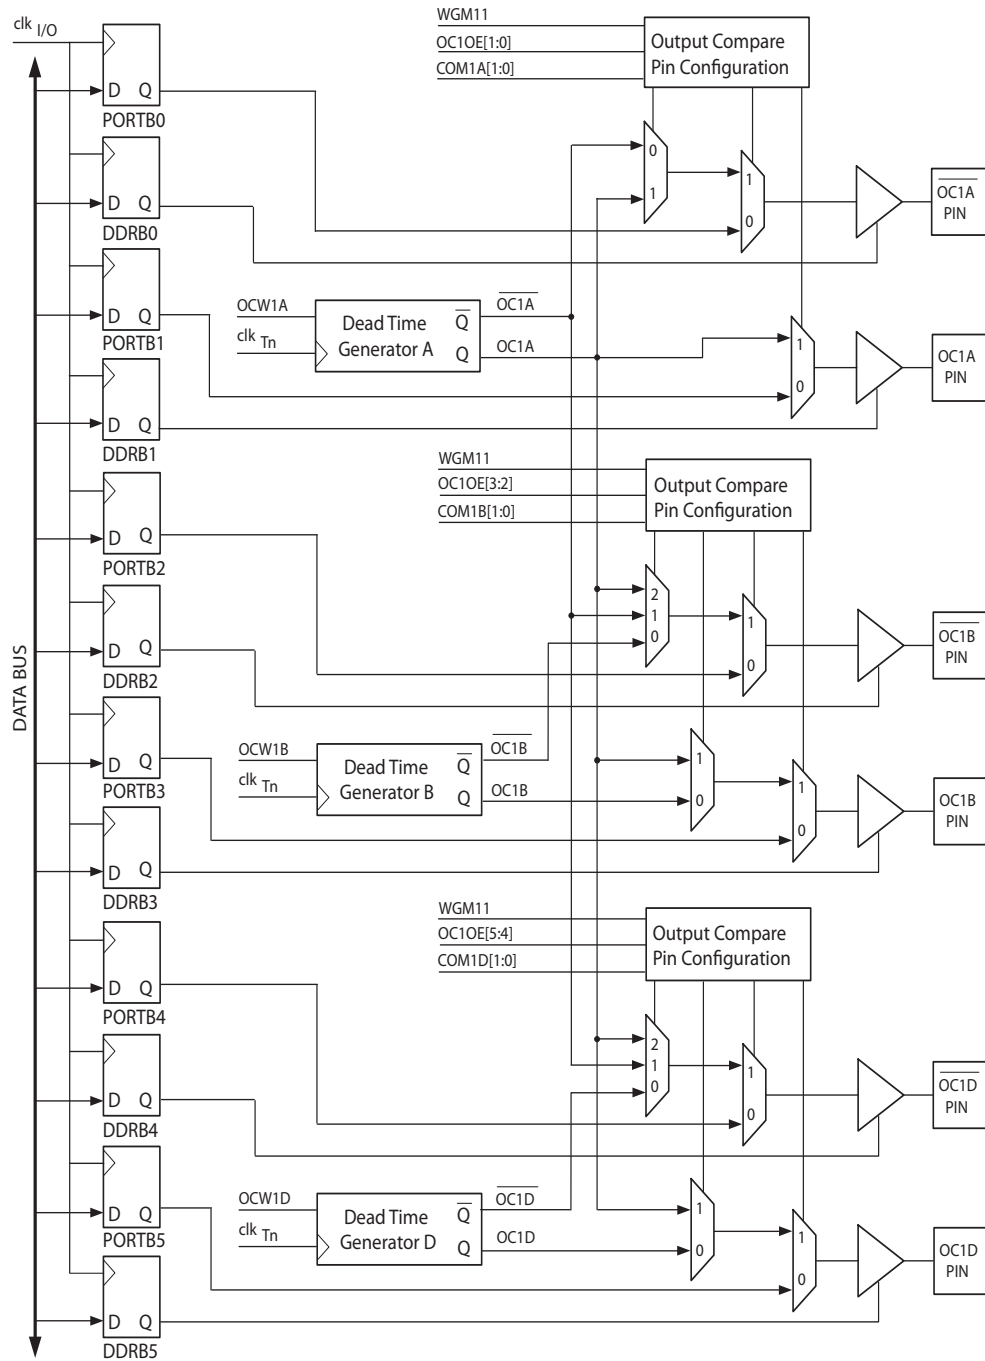 clk I/O
D Q
PORTB0
D Q
DDRB0
D Q
PORTB1
D Q
DDRB1
D Q
PORTB2
D Q
DDRB2
D Q
PORTB3
D Q
DDRB3
D Q
PORTB4
D Q
DDRB4
D Q
PORTB5
D Q
DDRB5
DATA BUS
WGM11
OC1OE[1:0]
COM1A[1:0]
Output Compare
Pin Configuration
0
1
1
0
OC1A
PIN
OCW1A
clk Tn
Dead Time
Generator A
Q
Q
OC1A
OC1A
1
0
OC1A
PIN
WGM11
OC1OE[3:2]
COM1B[1:0]
Output Compare
Pin Configuration
2
1
0
1
0
OC1B
PIN
OCW1B
clk Tn
Dead Time
Generator B
Q
Q
OC1B
OC1B
1
0
1
0
OC1B
PIN
WGM11
OC1OE[5:4]
COM1D[1:0]
Output Compare
Pin Configuration
2
1
0
1
0
OC1D
PIN
OCW1D
clk Tn
Dead Time
Generator D
Q
Q
OC1D
OC1D
1
0
1
0
OC1D
PIN